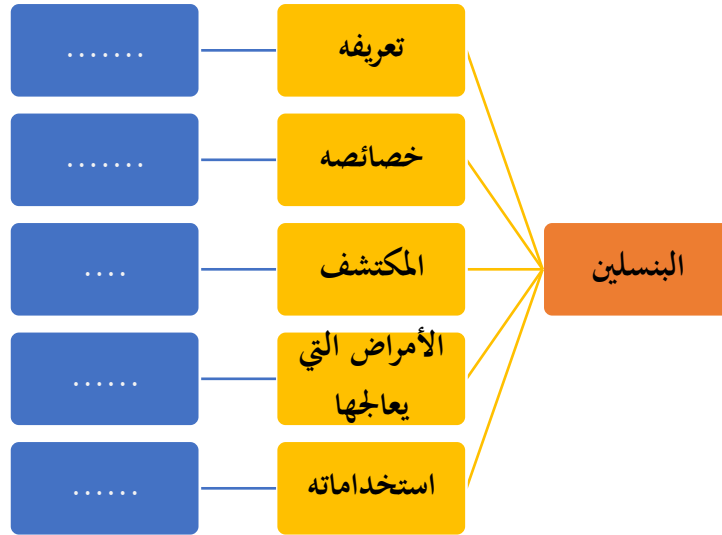 البنسلين
تعريفه
.......
خصائصه
.......
المكتشف
....
الأمراض التي
يعالجها
......
استخداماته
......